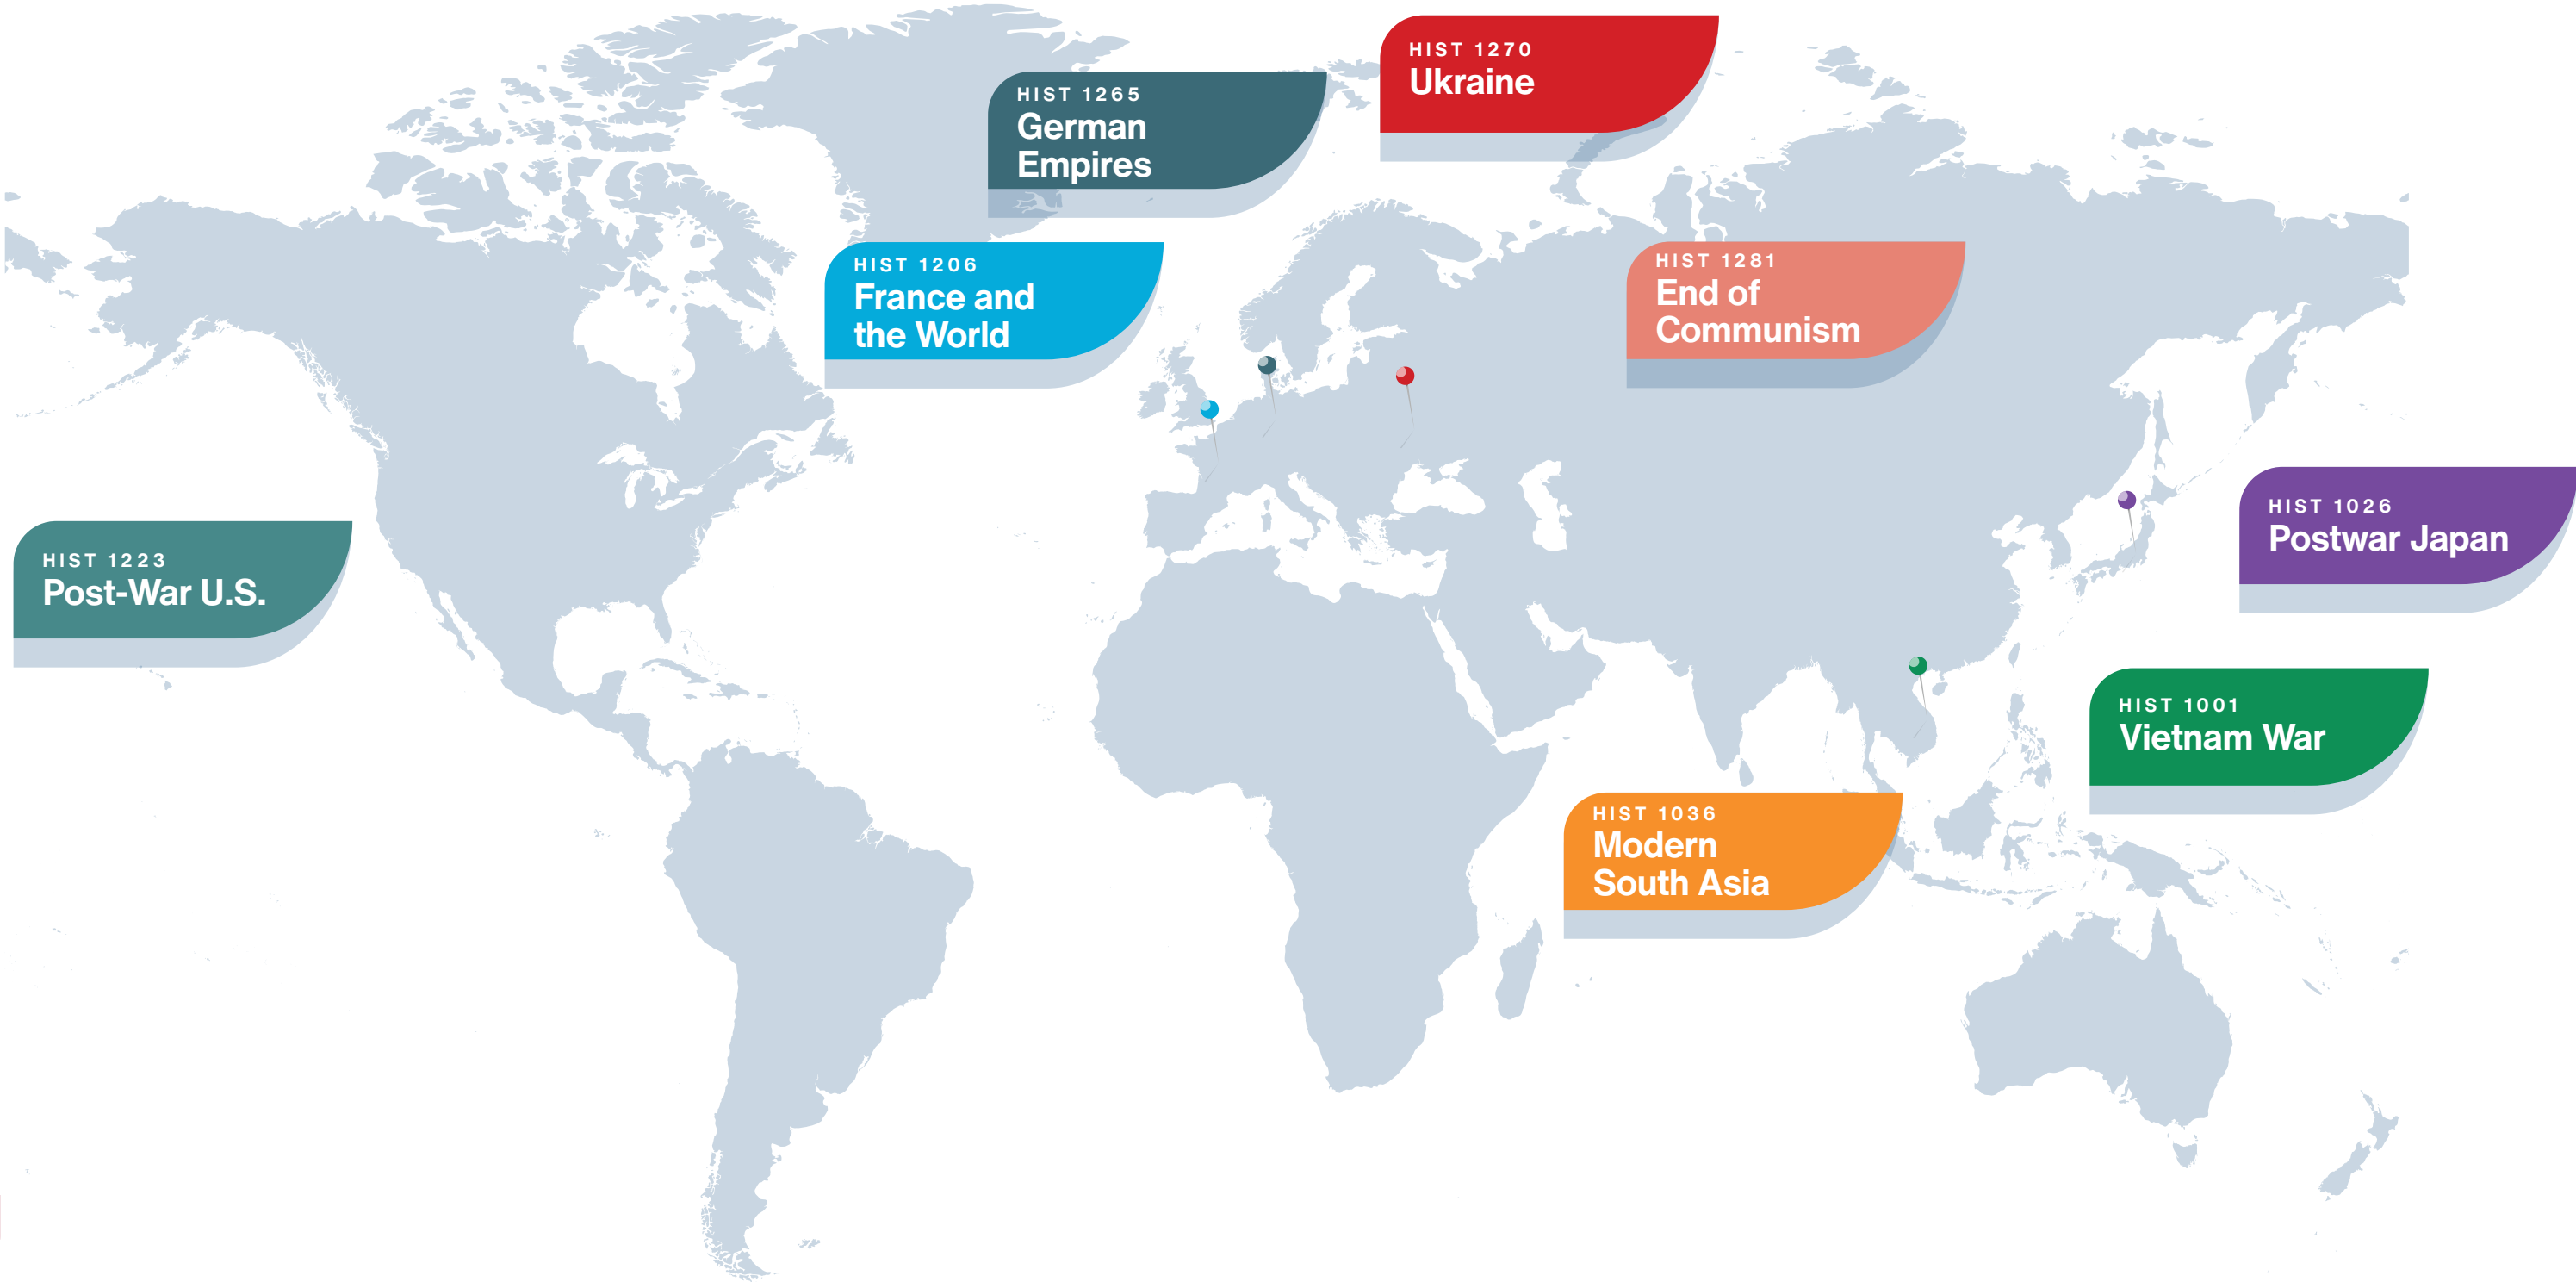 HIST 1270
Ukraine
HIST 1265
German
Empires
HIST 1206
France and
the World
HIST 1281
End of
Communism
HIST 1223
Post-War U.S.
HIST 1026
Postwar Japan
HIST 1001
Vietnam War
HIST 1036
Modern
South Asia